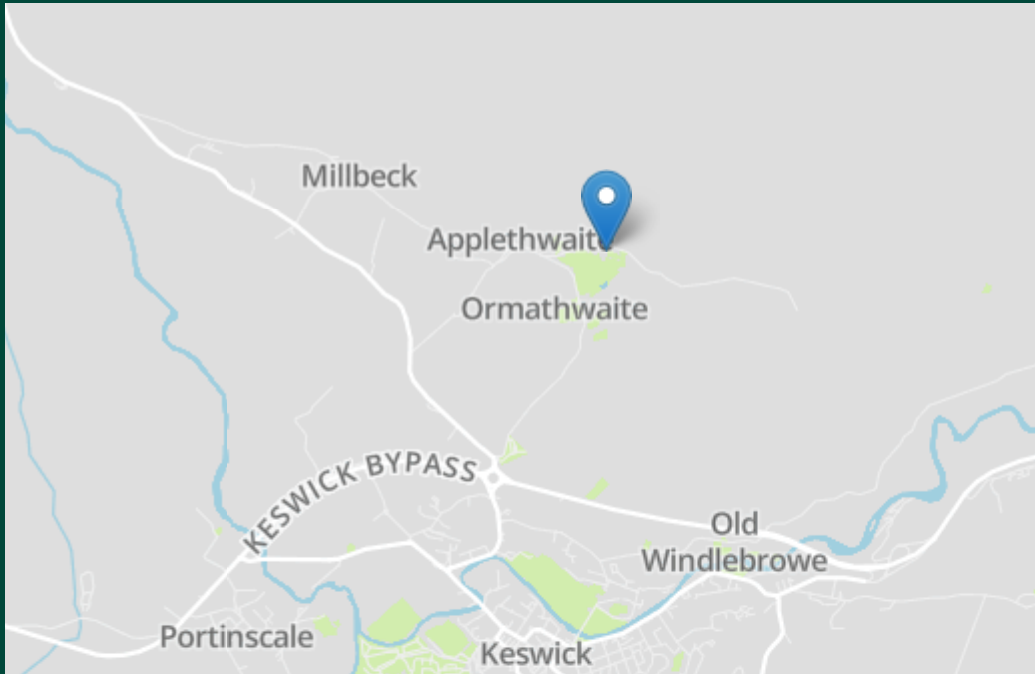 Millbeck
Applethwaite
Ormathwaite
KESWICK BYPASS
Old
Windlebrowe
Portinscale
Keswick